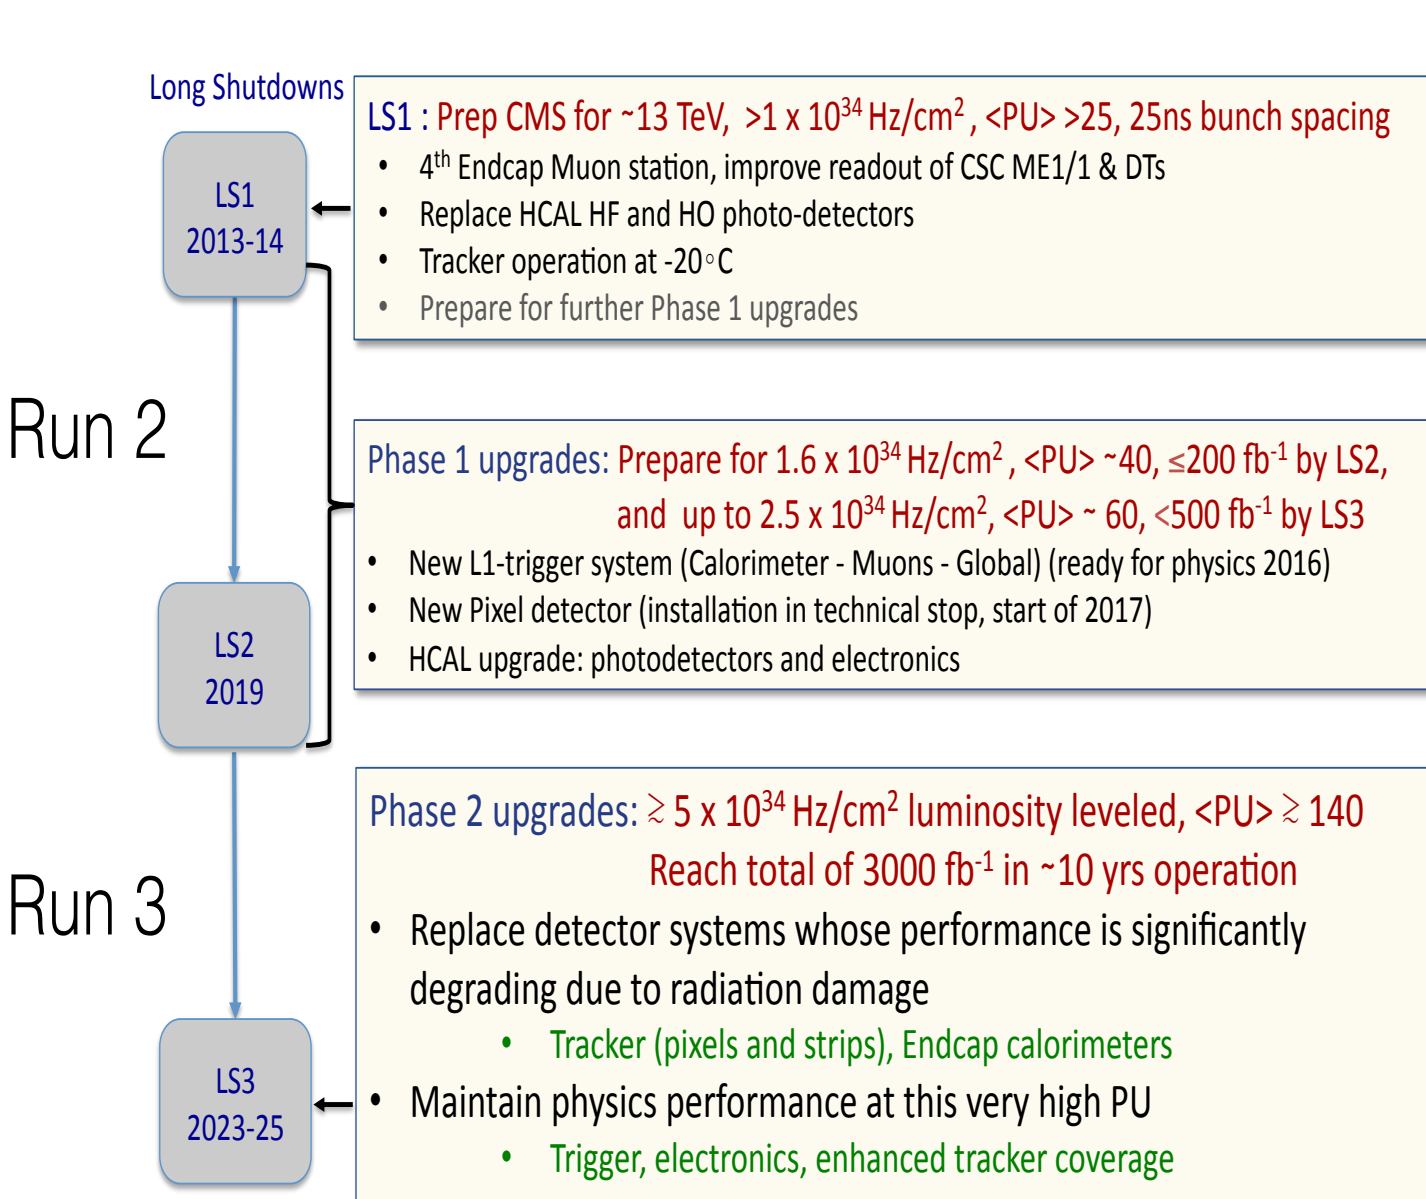 Long Shutdowns
LS1 : Prep CMS for ~13 TeV, >1 x 10³⁴ Hz/cm² , <PU> >25, 25ns bunch spacing
• 4ᵗʰ Endcap Muon station, improve readout of CSC ME1/1 & DTs
• Replace HCAL HF and HO photo-detectors
• Tracker operation at -20◦C
• Prepare for further Phase 1 upgrades
LS1
2013-14
Run 2
Phase 1 upgrades: Prepare for 1.6 x 10³⁴ Hz/cm² , <PU> ~40, ≤200 fb⁻¹ by LS2,
and up to 2.5 x 10³⁴ Hz/cm², <PU> ~ 60, <500 fb⁻¹ by LS3
• New L1-trigger system (Calorimeter - Muons - Global) (ready for physics 2016)
• New Pixel detector (installation in technical stop, start of 2017)
• HCAL upgrade: photodetectors and electronics
LS2
2019
Run 3
Phase 2 upgrades: ≳ 5 x 10³⁴ Hz/cm² luminosity leveled, <PU> ≳ 140
Reach total of 3000 fb⁻¹ in ~10 yrs operation
• Replace detector systems whose performance is significantly
degrading due to radiation damage
• Tracker (pixels and strips), Endcap calorimeters
• Maintain physics performance at this very high PU
• Trigger, electronics, enhanced tracker coverage
LS3
2023-25